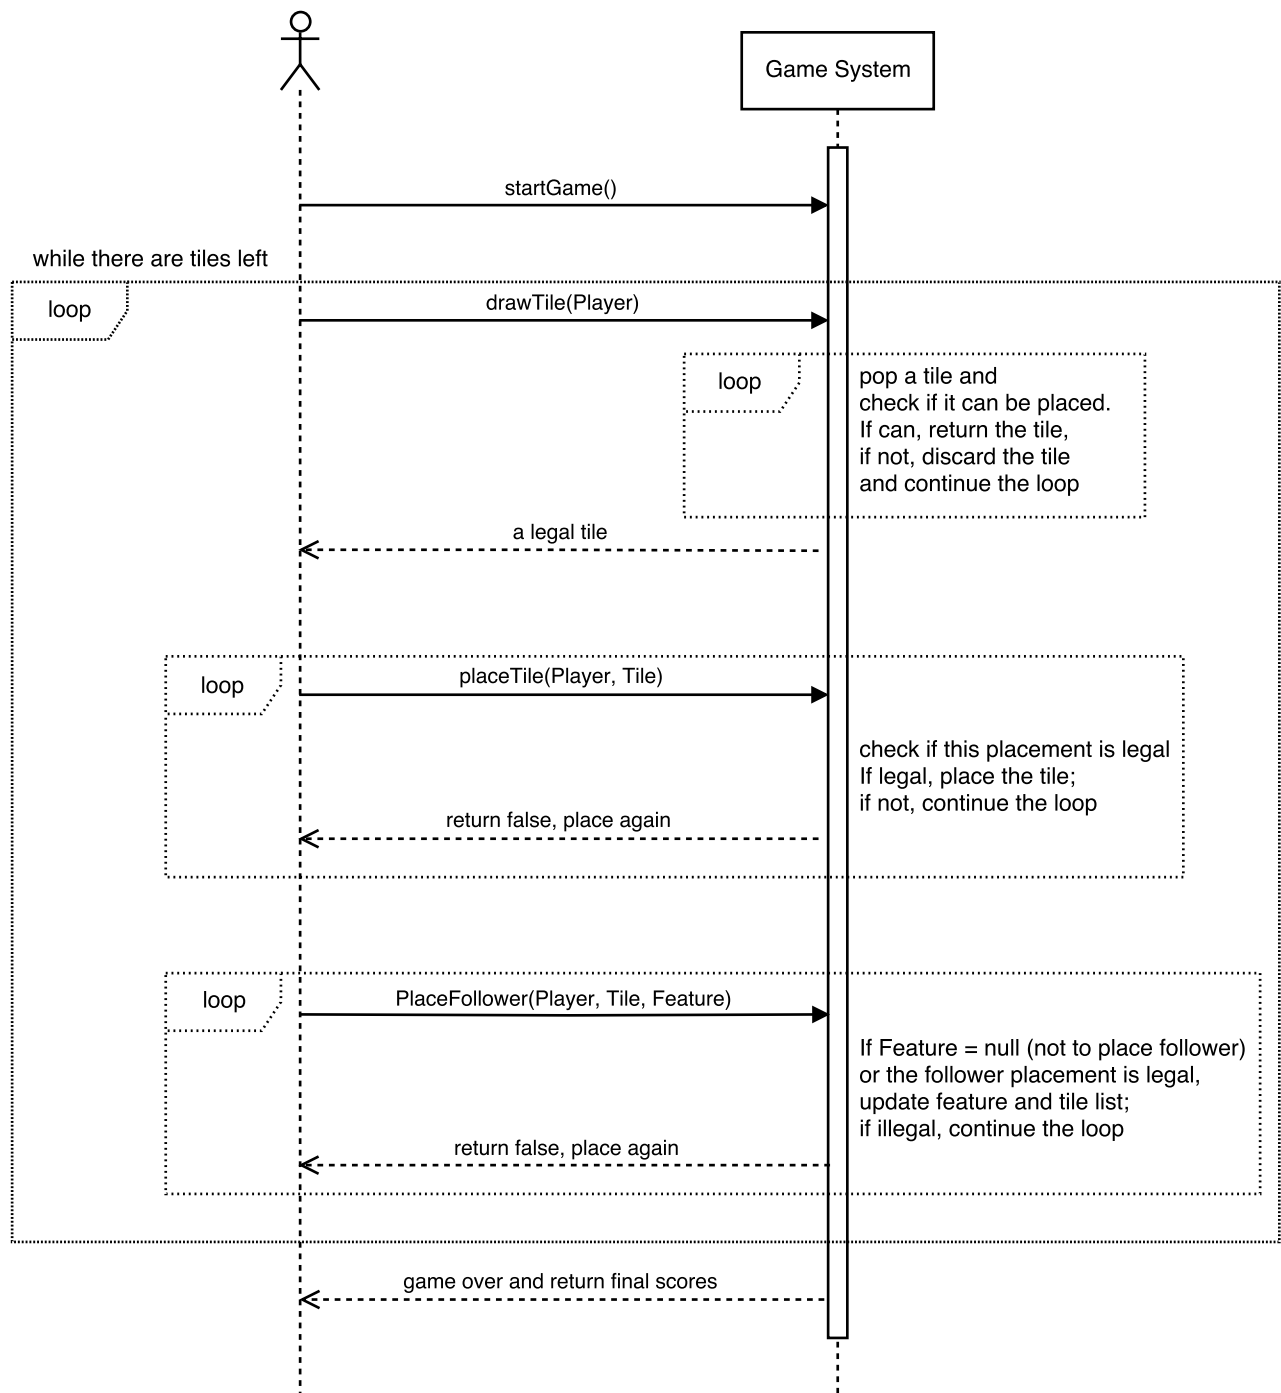 Game System
startGame()
while there are tiles left
loop
drawTile(Player)
loop
pop a tile and
check if it can be placed.
If can, return the tile,
if not, discard the tile
and continue the loop
a legal tile
loop
placeTile(Player, Tile)
check if this placement is legal
If legal, place the tile;
if not, continue the loop
return false, place again
loop
PlaceFollower(Player, Tile, Feature)
If Feature = null (not to place follower)
or the follower placement is legal,
update feature and tile list;
if illegal, continue the loop
return false, place again
game over and return final scores